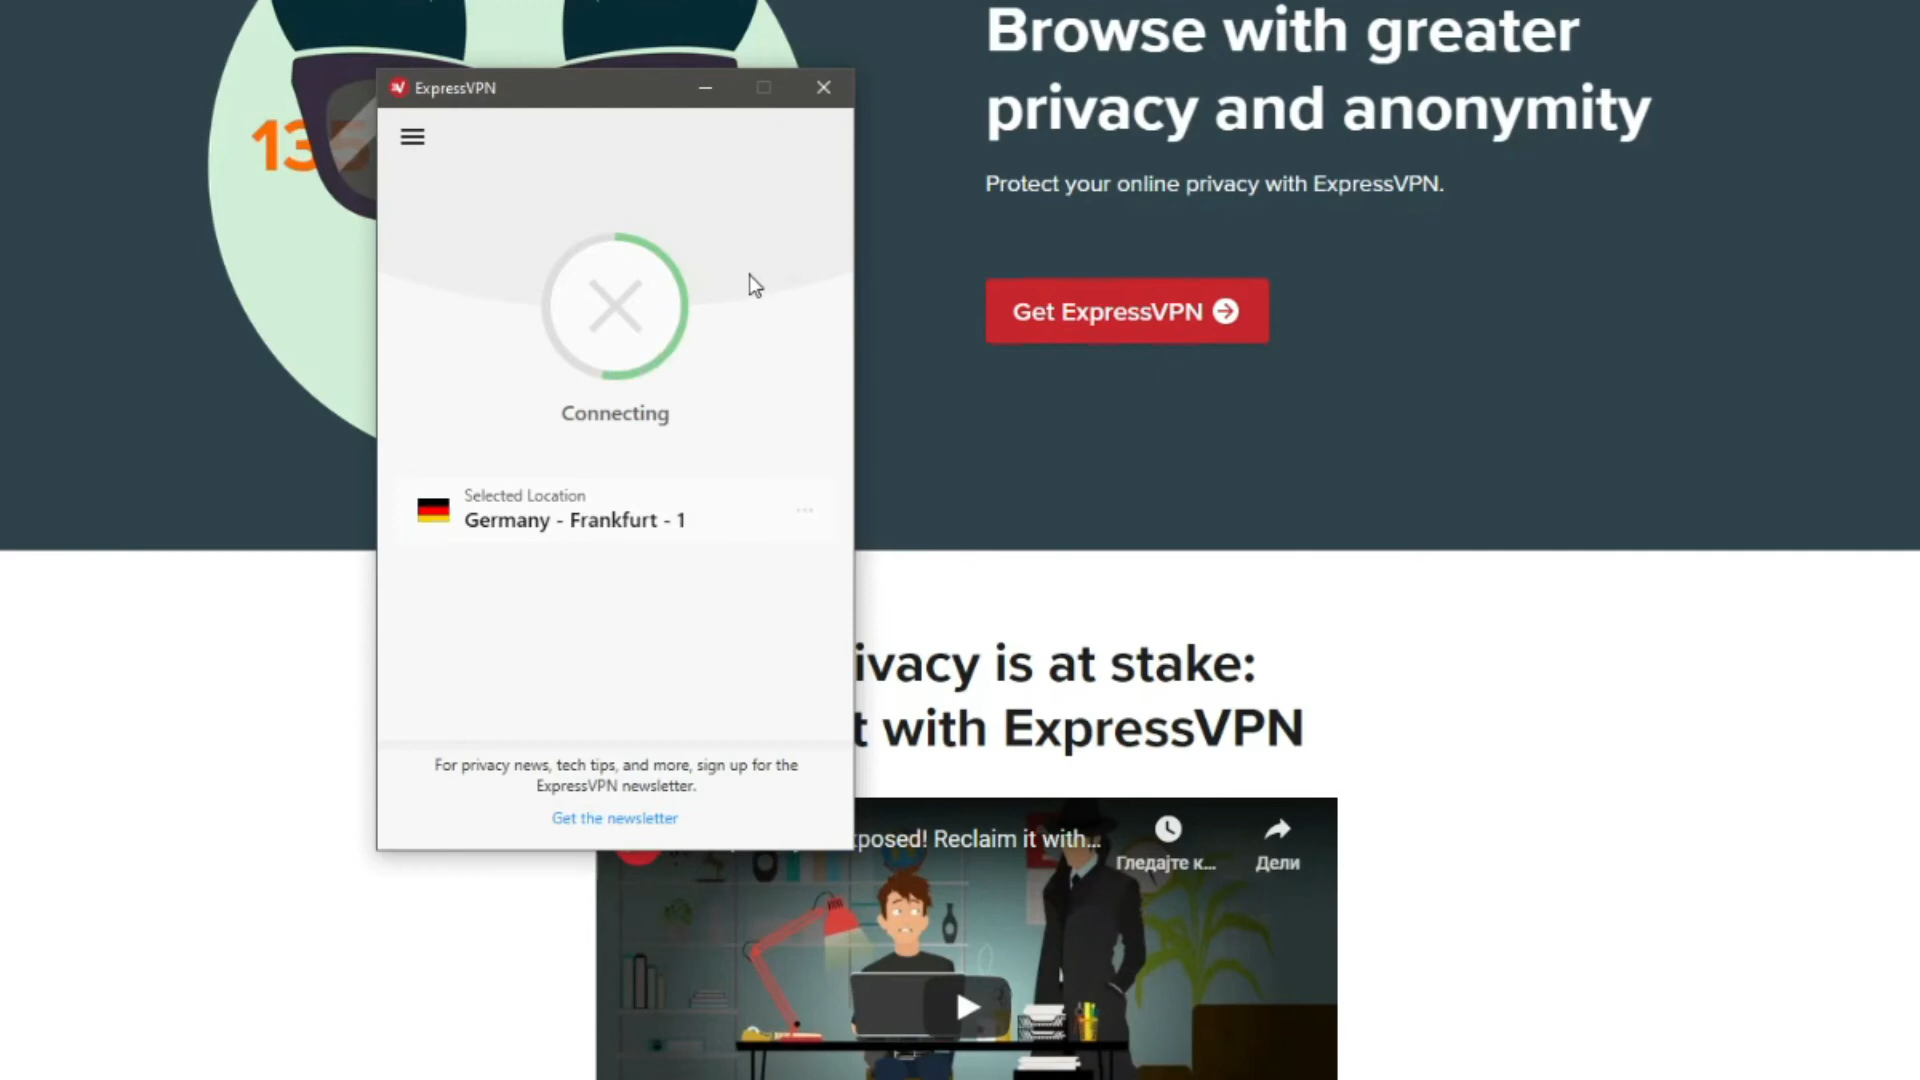 Browse with greater
privacy and anonymity
Protect your online privacy with ExpressVPN.
Get ExpressVPN
135
ExpressVPN
Connecting
Selected Location
Germany - Frankfurt - 1
For privacy news, tech tips, and more, sign up for the
ExpressVPN newsletter.
Get the newsletter
ivacy is at stake:
t with ExpressVPN
xposed! Reclaim it with...
Гледајте к...
Дели